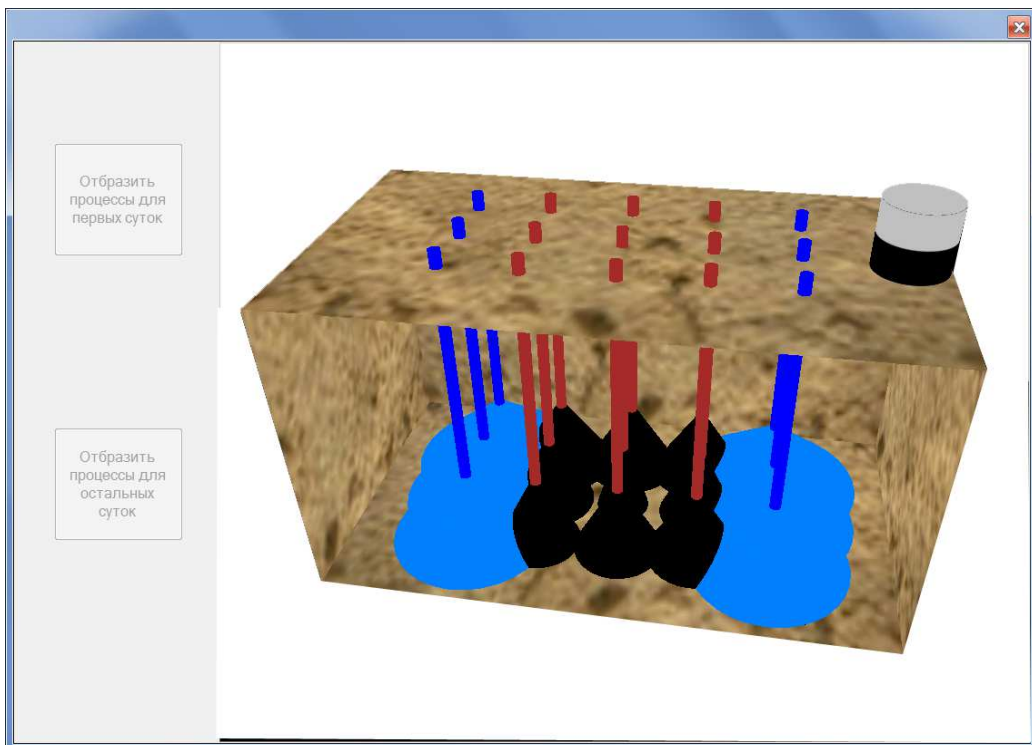 Отбразить
процессы для
первых суток
Отбразить
процессы для
остальных
суток